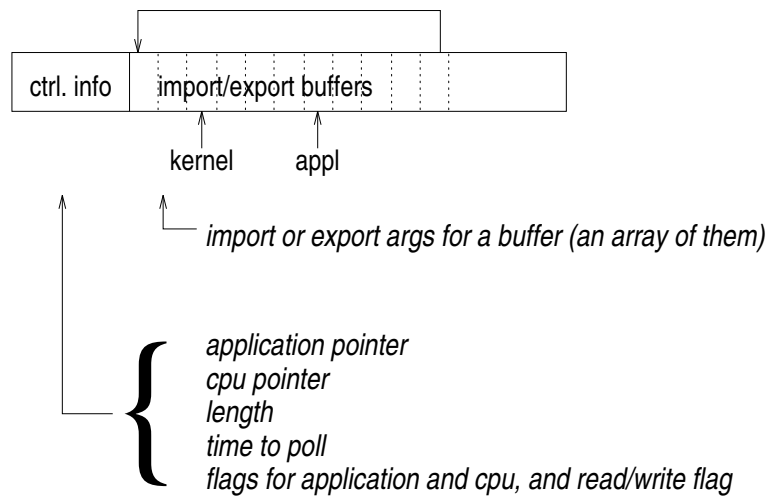 ctrl. info import/export buffers
kernel appl
import or export args for a buffer (an array of them)
application pointer
cpu pointer
length
time to poll
flags for application and cpu, and read/write flag